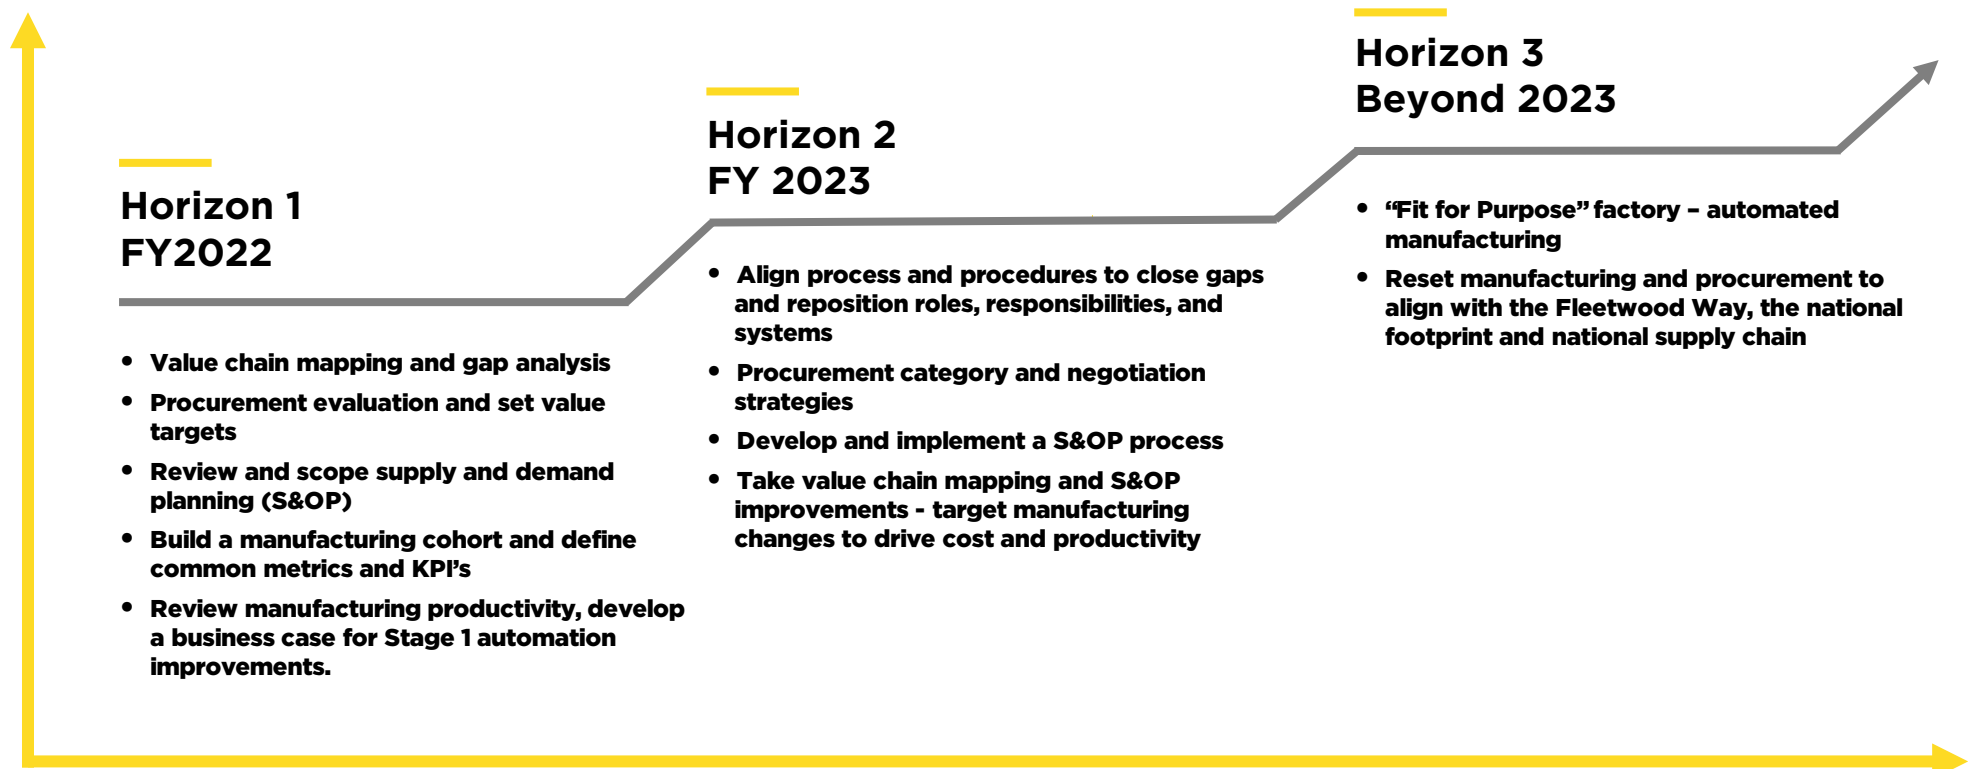 Horizon 1
FY2022
• Value chain mapping and gap analysis
• Procurement evaluation and set value
targets
• Review and scope supply and demand
planning (S&OP)
• Build a manufacturing cohort and define
common metrics and KPI’s
• Review manufacturing productivity, develop
a business case for Stage 1 automation
improvements.
Horizon 2
FY 2023
• Align process and procedures to close gaps
and reposition roles, responsibilities, and
systems
• Procurement category and negotiation
strategies
• Develop and implement a S&OP process
• Take value chain mapping and S&OP
improvements - target manufacturing
changes to drive cost and productivity
Horizon 3
Beyond 2023
• “Fit for Purpose” factory – automated
manufacturing
• Reset manufacturing and procurement to
align with the Fleetwood Way, the national
footprint and national supply chain